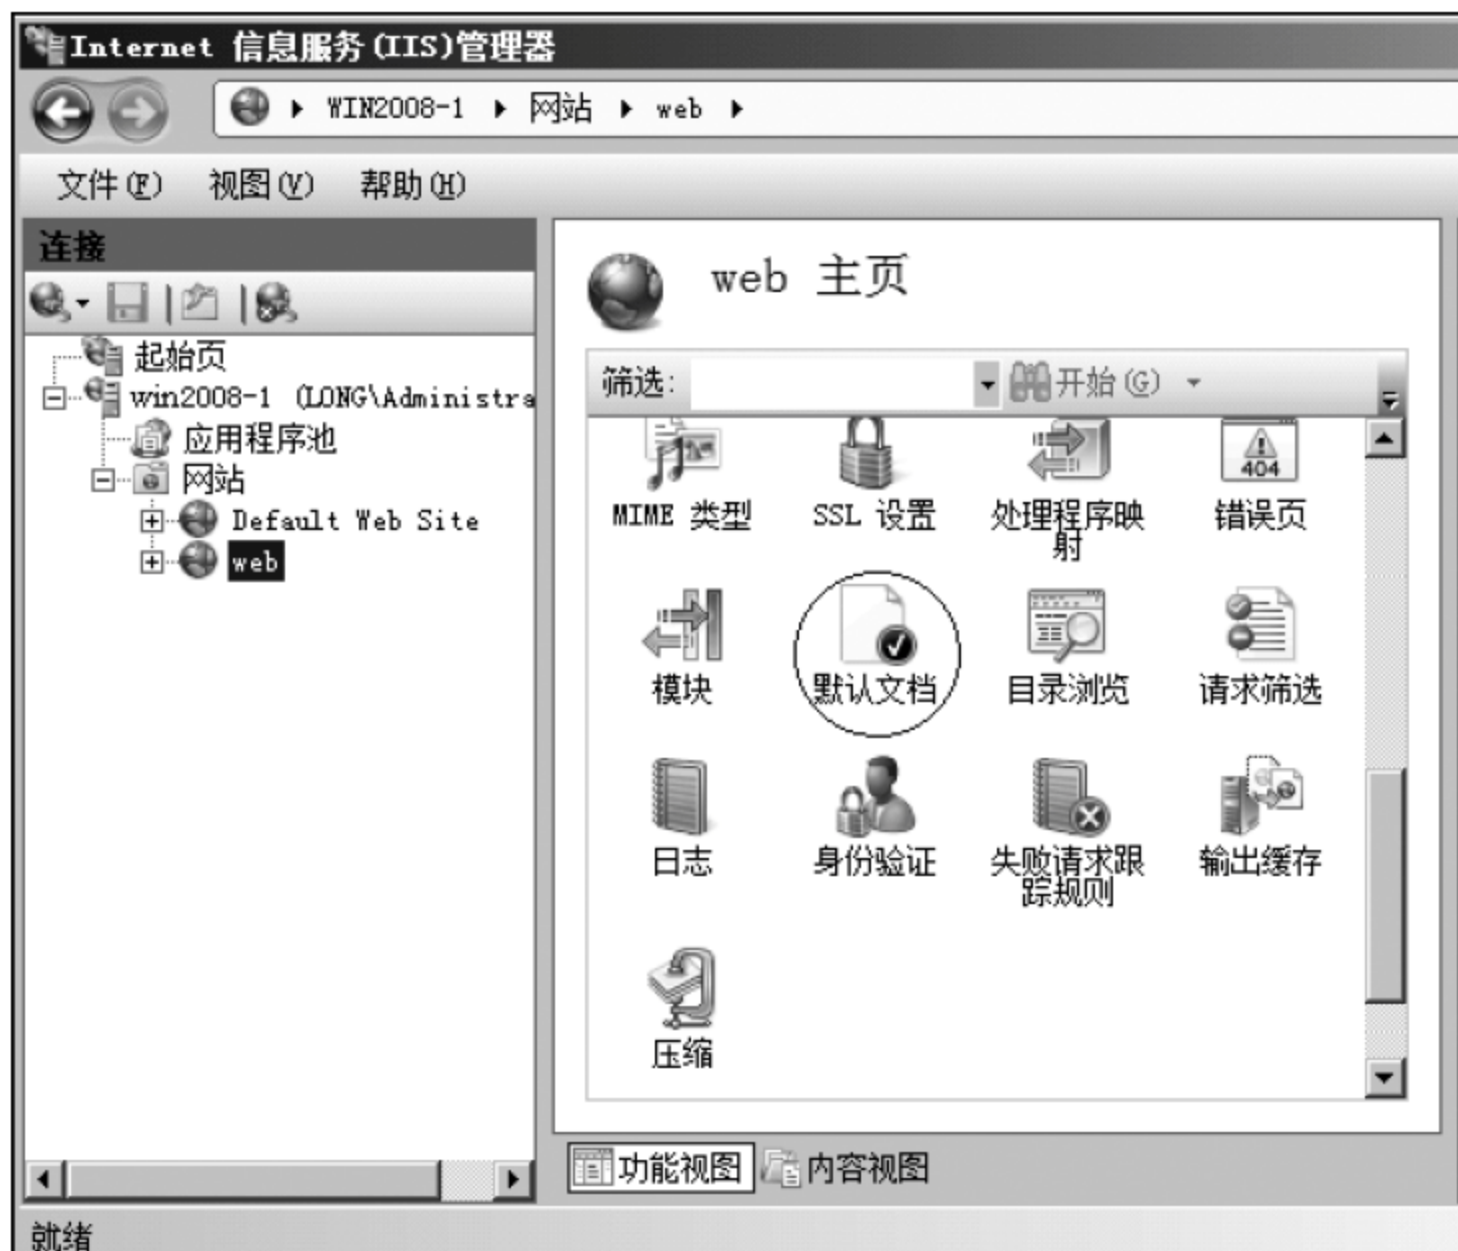 Internet 信息服务(IIS)管理器
WIN2008-1 网站 web
文件(F) 视图(V) 帮助(H)
连接
起始页
win2008-1 (LONG\Administra
应用程序池
网站
Default Web Site
web
web 主页
筛选: 开始(G)
404
MIME 类型 SSL 设置 处理程序映
射 错误页
模块 默认文档 目录浏览 请求筛选
日志 身份验证 失败请求跟
踪规则 输出缓存
压缩
功能视图 内容视图
就绪